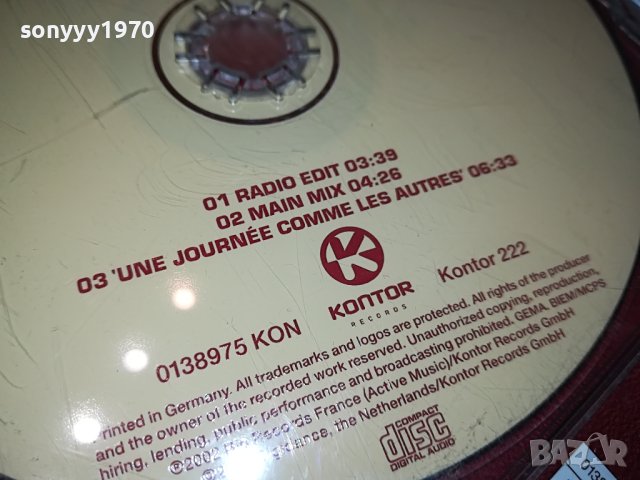 sonyyy1970
01 RADIO EDIT 03:39
02 MAIN MIX 04:26
03 'UNE JOURNÉE COMME LES AUTRES' 06:33
KONTOR
RECORDS
0138975 KON
Kontor 222
Printed in Germany. All trademarks and logos are protected. All rights of the producer
and the owner of the recorded work reserved. Unauthorized copying, reproduction,
hiring, lending, public performance and broadcasting prohibited. GEMA BIEM/MCPS
©2002 Records France (Active Music)/Kontor Records GmbH
the Netherlands/Kontor Records GmbH
COMPACT
disc
DIGITAL AUDIO
BAZAR